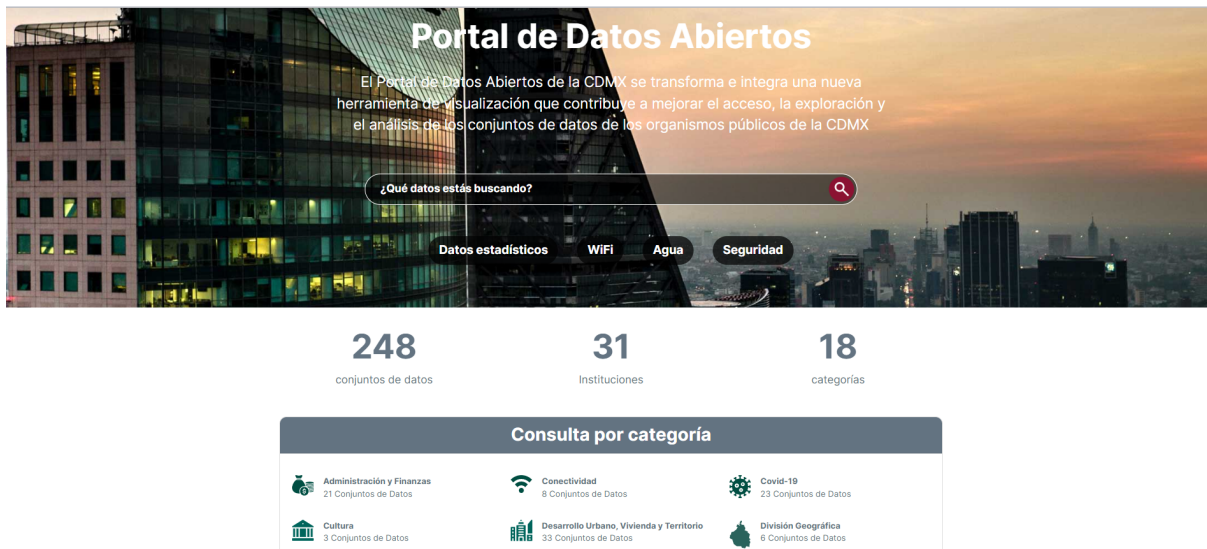 Portal de Datos Abiertos
El Portal de Datos Abiertos de la CDMX se transforma e integra una nueva
herramienta de visualización que contribuye a mejorar el acceso, la exploración y
el análisis de los conjuntos de datos de los organismos públicos de la CDMX
¿Qué datos estás buscando?
Datos estadísticos WiFi Agua Seguridad
248 31 18
conjuntos de datos Instituciones categorías
Consulta por categoría
Administración y Finanzas Conectividad Covid-19
21 Conjuntos de Datos 8 Conjuntos de Datos 23 Conjuntos de Datos
Cultura Desarrollo Urbano, Vivienda y Territorio División Geográfica
3 Conjuntos de Datos 33 Conjuntos de Datos 6 Conjuntos de Datos